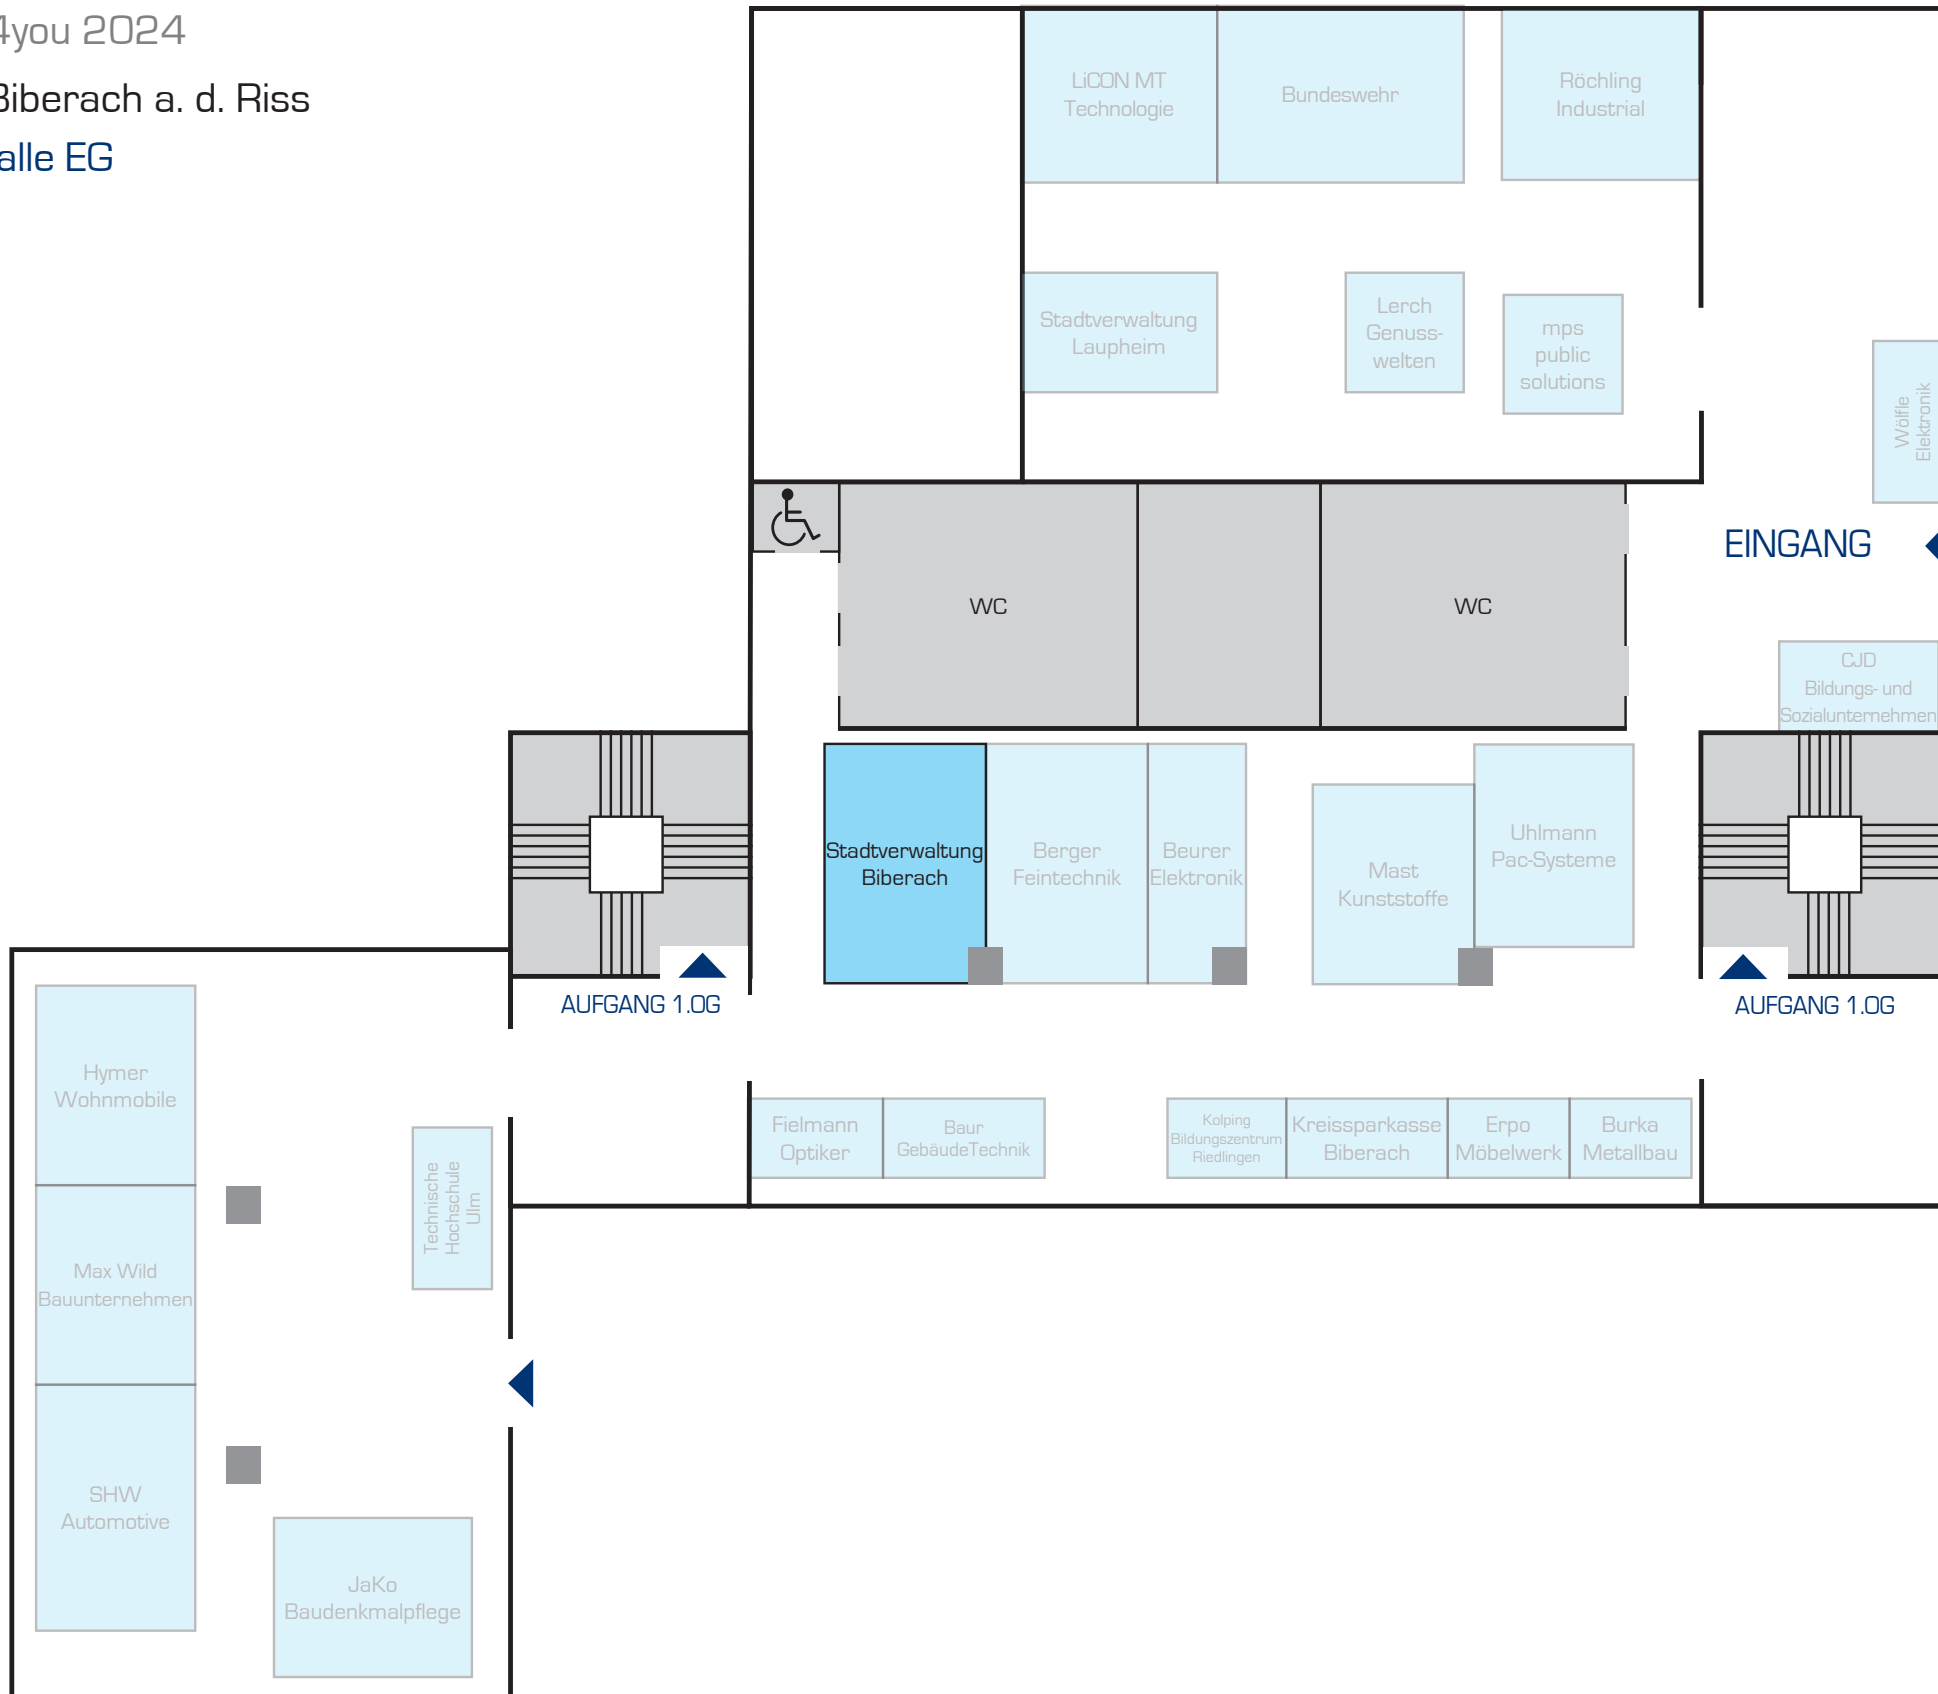 4you 2024
Biberach a. d. Riss
alle EG
LiCON MT
Technologie
Bundeswehr
Röchling
Industrial
Stadtverwaltung
Laupheim
Lerch
Genuss-
welten
mps
public
solutions
Wölfle
Elektronik
EINGANG
WC
WC
CJD
Bildungs- und
Sozialunternehmen
Stadtverwaltung
Biberach
Berger
Feintechnik
Beurer
Elektronik
Mast
Kunststoffe
Uhlmann
Pac-Systeme
AUFGANG 1.OG
AUFGANG 1.OG
Hymer
Wohnmobile
Technische
Hochschule
Ulm
Fielmann
Optiker
Baur
GebäudeTechnik
Kolping
Bildungszentrum
Riedlingen
Kreissparkasse
Biberach
Erpo
Möbelwerk
Burka
Metallbau
Max Wild
Bauunternehmen
SHW
Automotive
JaKo
Baudenkmalpflege